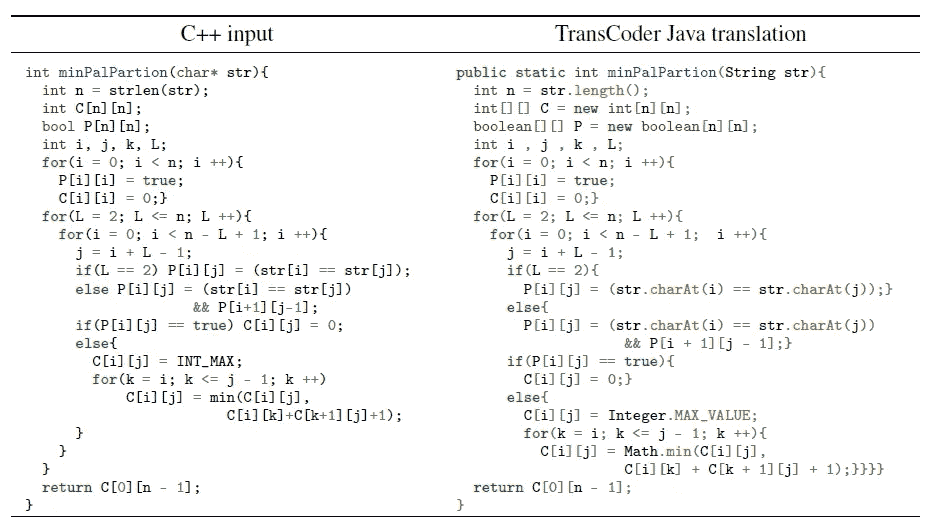 C++ input
int minPalPartion(char* str){
  int n = strlen(str);
  int C[n][n];
  bool P[n][n];
  int i, j, k, L;
  for(i = 0; i < n; i ++){
    P[i][i] = true;
    C[i][i] = 0;}
  for(L = 2; L <= n; L ++){
    for(i = 0; i < n - L + 1; i ++){
      j = i + L - 1;
      if(L == 2) P[i][j] = (str[i] == str[j]);
      else P[i][j] = (str[i] == str[j])
                    && P[i+1][j-1];
      if(P[i][j] == true) C[i][j] = 0;
      else{
        C[i][j] = INT_MAX;
        for(k = i; k <= j - 1; k ++)
            C[i][j] = min(C[i][j],
                        C[i][k]+C[k+1][j]+1);
      }
    }
  }
  return C[0][n - 1];
}
TransCoder Java translation
public static int minPalPartion(String str){
  int n = str.length();
  int[][] C = new int[n][n];
  boolean[][] P = new boolean[n][n];
  int i , j , k , L;
  for(i = 0; i < n; i ++){
    P[i][i] = true;
    C[i][i] = 0;}
  for(L = 2; L <= n; L ++){
    for(i = 0; i < n - L + 1;  i ++){
      j = i + L - 1;
      if(L == 2){
        P[i][j] = (str.charAt(i) == str.charAt(j));}
      else{
        P[i][j] = (str.charAt(i) == str.charAt(j))
                    && P[i + 1][j - 1];}
      if(P[i][j] == true){
        C[i][j] = 0;}
      else{
        C[i][j] = Integer.MAX_VALUE;
        for(k = i; k <= j - 1; k ++){
          C[i][j] = Math.min(C[i][j],
                    C[i][k] + C[k + 1][j] + 1);}}}}
  return C[0][n - 1];
}